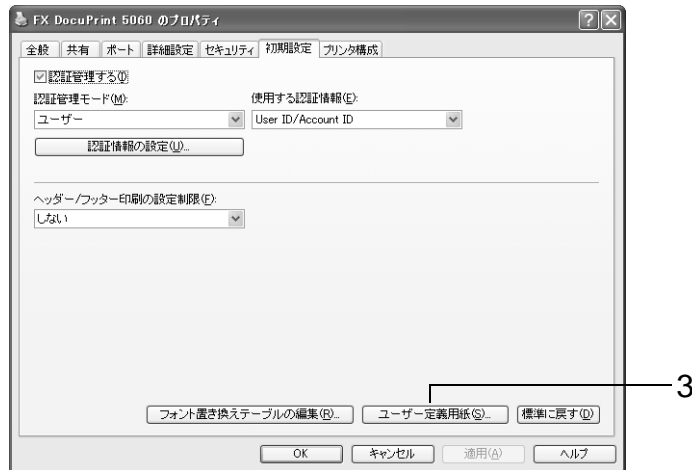 FX DocuPrint 5060 のプロパティ
全般 共有 ポート 詳細設定 セキュリティ 初期設定 プリンタ構成
認証管理する(I)
認証管理モード(M): 使用する認証情報(E):
ユーザー User ID/Account ID
認証情報の設定(U)...
ヘッダー/フッター印刷の設定制限(F):
しない
3
フォント置き換えテーブルの編集(R)... ユーザー定義用紙(S)... 標準に戻す(D)
OK キャンセル 適用(A) ヘルプ